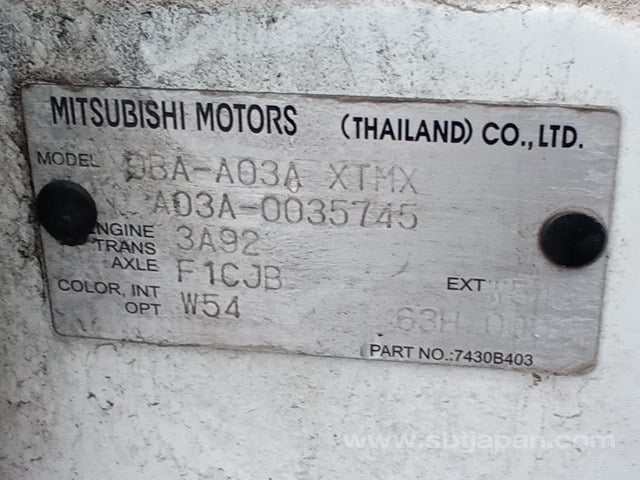 MITSUBISHI MOTORS (THAILAND) CO., LTD.
MODEL DBA-A03A XTMX
A03A-0035745
ENGINE 3A92
TRANS AXLE F1CJB
COLOR, INT OPT W54
EXT
63H
PART NO.:7430B403
www.sbtjapan.com